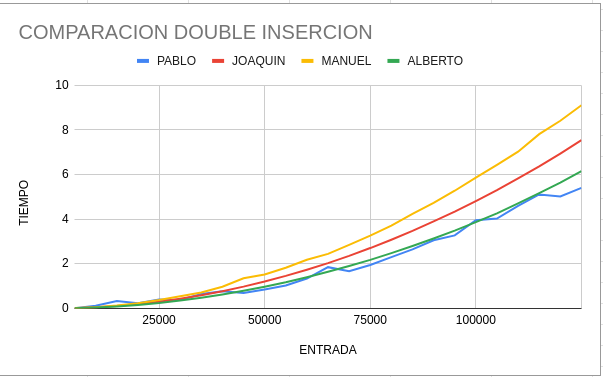 COMPARACION DOUBLE INSERCION
PABLO JOAQUIN MANUEL ALBERTO
10
8
6
4
2
0
TIEMPO
25000 50000 75000 100000
ENTRADA